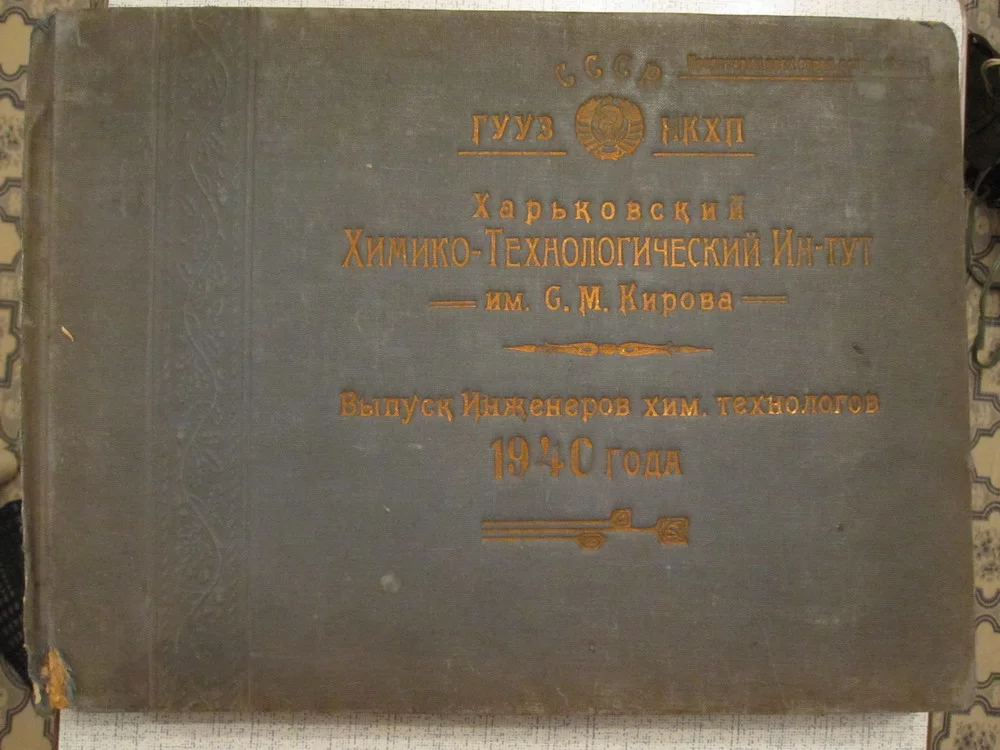 СССР
ГУУЗ НКХП
Харьковский
Химико-Технологический Ин-тут
им. С. М. Кирова
Выпуск Инженеров хим. технологов
1940 года